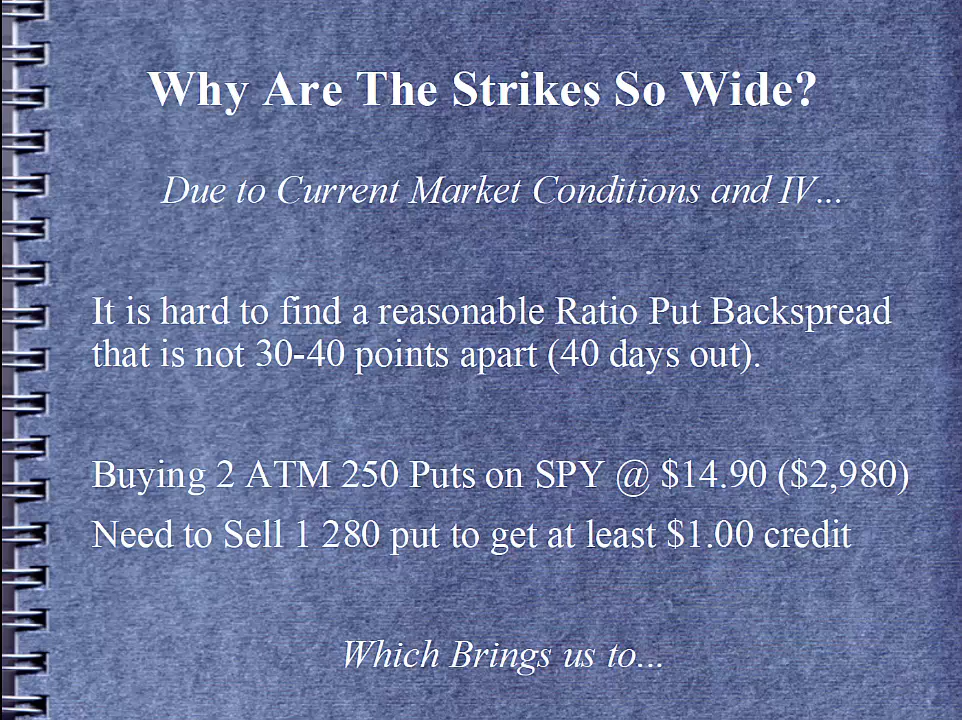 Why Are The Strikes So Wide?
Due to Current Market Conditions and IV...
It is hard to find a reasonable Ratio Put Backspread
that is not 30-40 points apart (40 days out).
Buying 2 ATM 250 Puts on SPY @ $14.90 ($2,980)
Need to Sell 1 280 put to get at least $1.00 credit
Which Brings us to...